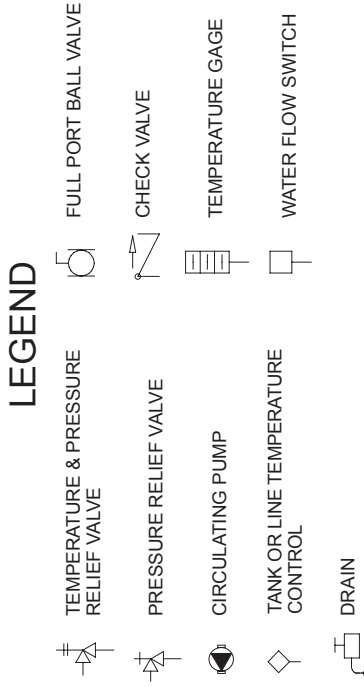 LEGEND
TEMPERATURE & PRESSURE
RELIEF VALVE
PRESSURE RELIEF VALVE
CIRCULATING PUMP
TANK OR LINE TEMPERATURE
CONTROL
DRAIN
FULL PORT BALL VALVE
CHECK VALVE
TEMPERATURE GAGE
WATER FLOW SWITCH